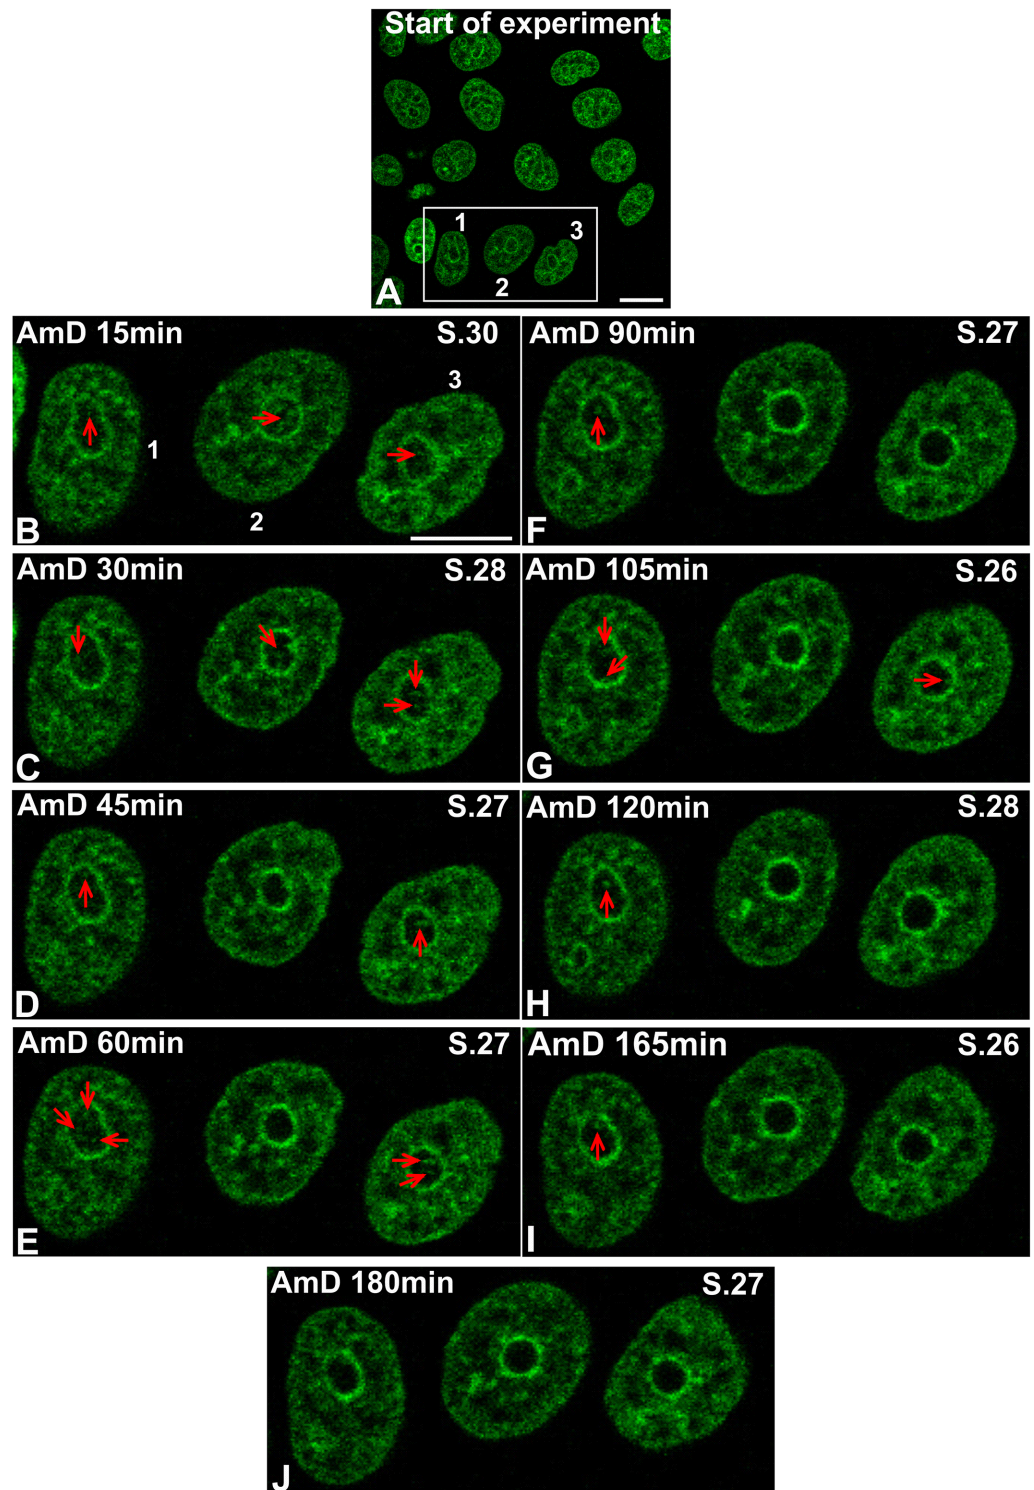 Start of experiment
1
3
2
A
AmD 15min S.30
3
1
2
B
AmD 90min S.27
F
AmD 30min S.28
C
AmD 105min S.26
G
AmD 45min S.27
D
AmD 120min S.28
H
AmD 60min S.27
E
AmD 165min S.26
I
AmD 180min S.27
J